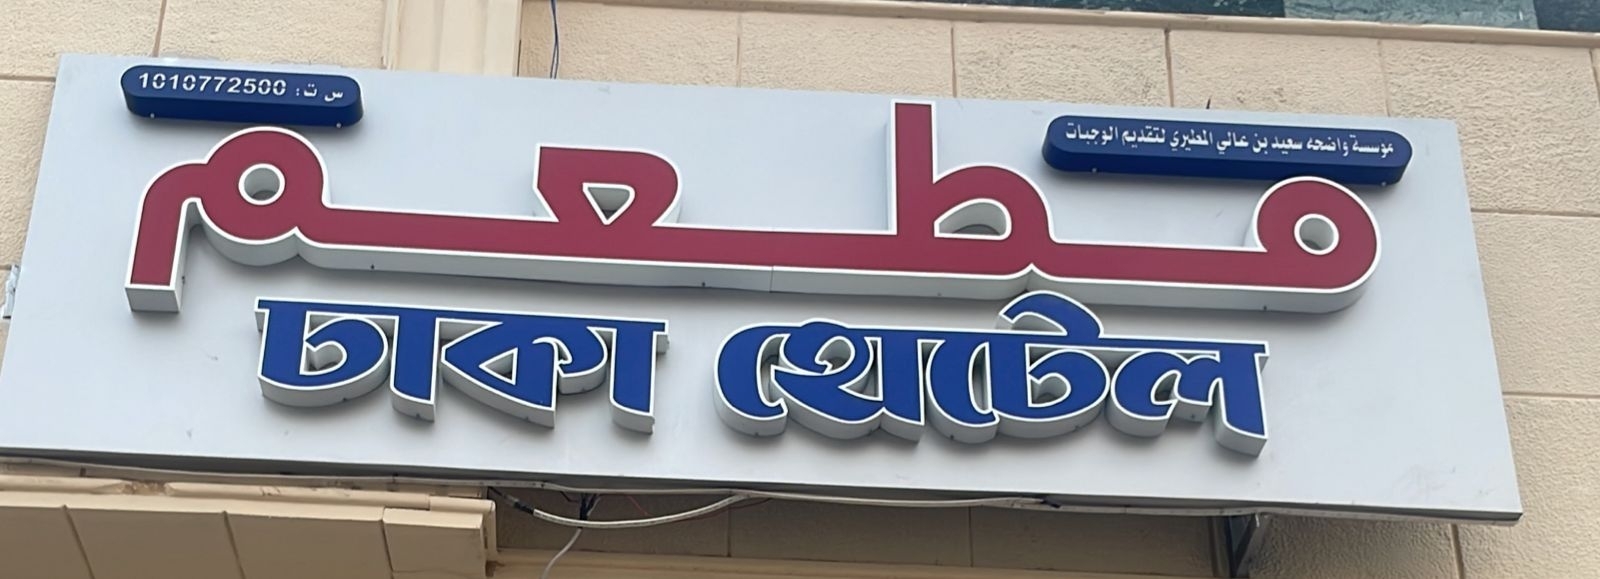 س ت: 1010772500
مؤسسة واضحه سعيد بن عالي المطيري لتقديم الوجبات
مطعم
ঢাকা হোটেল